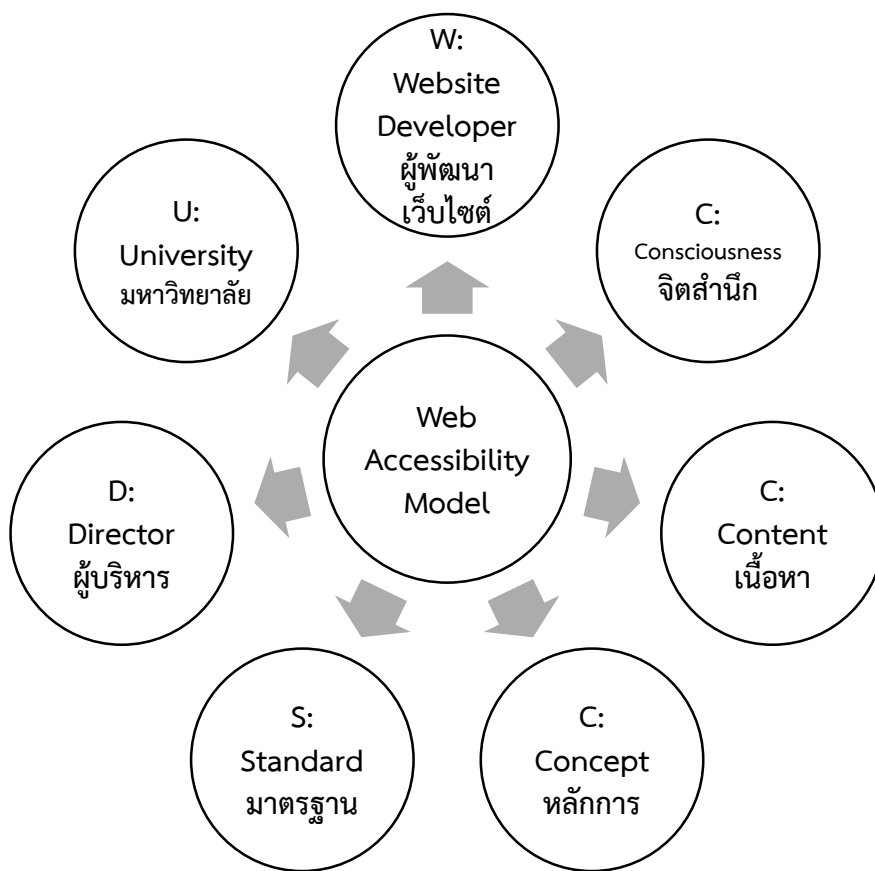 W:
Website
Developer
ผู้พัฒนา
เว็บไซต์
U:
University
มหาวิทยาลัย
C:
Consciousness
จิตสำนึก
Web
Accessibility
Model
D:
Director
ผู้บริหาร
C:
Content
เนื้อหา
S:
Standard
มาตรฐาน
C:
Concept
หลักการ